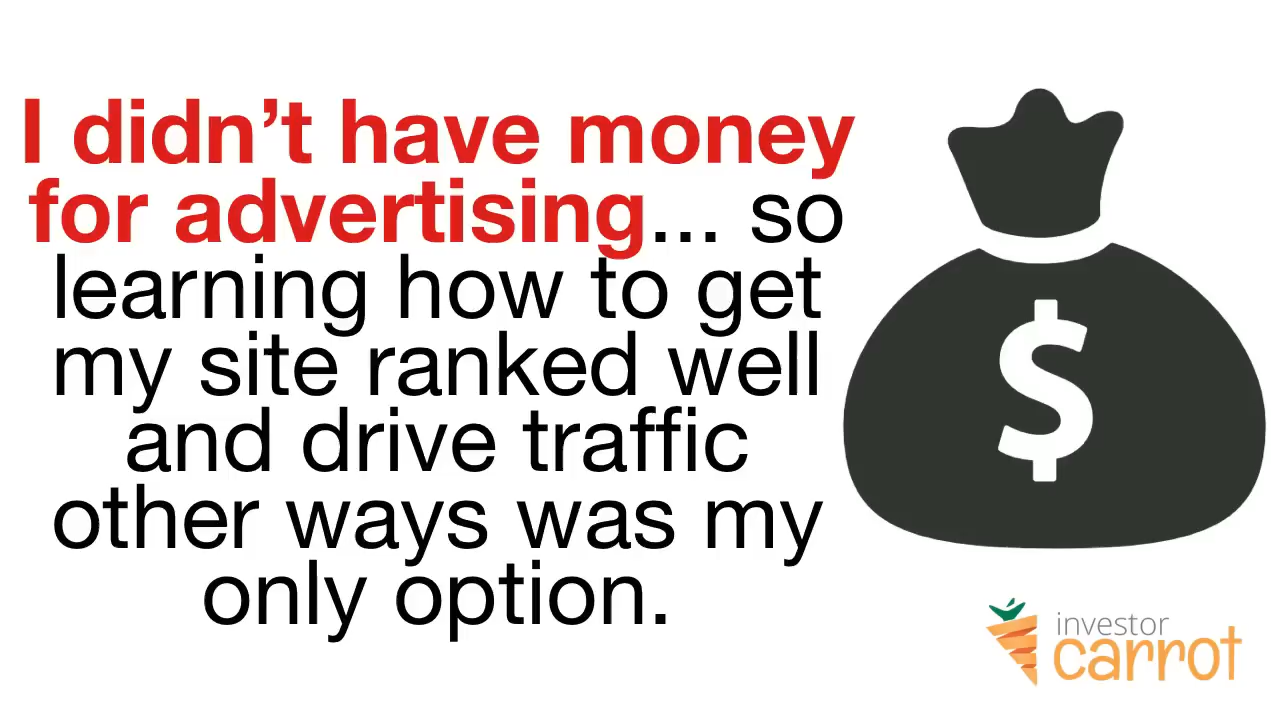 I didn’t have money
for advertising... so
learning how to get
my site ranked well
and drive traffic
other ways was my
only option.
$
investor
carrot